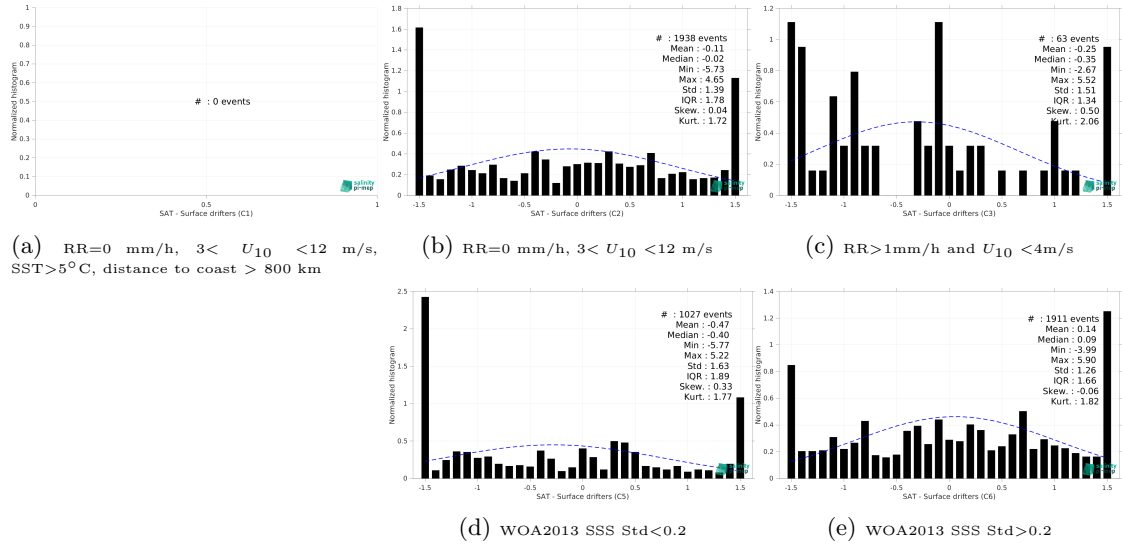 1
0.9
0.8
0.7
0.6
0.5
0.4
0.3
0.2
0.1
0
Normalized histogram
# : 0 events
salinity
pi-mep
0 0.5 1
SAT - Surface drifters (C1)
(a) RR=0 mm/h, 3< U10 <12 m/s,
SST>5°C, distance to coast > 800 km
1.8
1.6
1.4
1.2
1
0.8
0.6
0.4
0.2
0
Normalized histogram
# : 1938 events
Mean : -0.11
Median : -0.02
Min : -5.73
Max : 4.65
Std : 1.39
IQR : 1.78
Skew. : 0.04
Kurt. : 1.72
salinity
pi-mep
-1.5 -1 -0.5 0 0.5 1 1.5
SAT - Surface drifters (C2)
(b) RR=0 mm/h, 3< U10 <12 m/s
1.2
1
0.8
0.6
0.4
0.2
0
Normalized histogram
# : 63 events
Mean : -0.25
Median : -0.35
Min : -2.67
Max : 5.52
Std : 1.51
IQR : 1.34
Skew. : 0.50
Kurt. : 2.06
salinity
pi-mep
-1.5 -1 -0.5 0 0.5 1 1.5
SAT - Surface drifters (C3)
(c) RR>1mm/h and U10 <4m/s
2.5
2
1.5
1
0.5
0
Normalized histogram
# : 1027 events
Mean : -0.47
Median : -0.40
Min : -5.77
Max : 5.22
Std : 1.63
IQR : 1.89
Skew. : 0.33
Kurt. : 1.77
salinity
pi-mep
-1.5 -1 -0.5 0 0.5 1 1.5
SAT - Surface drifters (C5)
(d) WOA2013 SSS Std<0.2
1.4
1.2
1
0.8
0.6
0.4
0.2
0
Normalized histogram
# : 1911 events
Mean : 0.14
Median : 0.09
Min : -3.99
Max : 5.90
Std : 1.26
IQR : 1.66
Skew. : -0.06
Kurt. : 1.82
salinity
pi-mep
-1.5 -1 -0.5 0 0.5 1 1.5
SAT - Surface drifters (C6)
(e) WOA2013 SSS Std>0.2